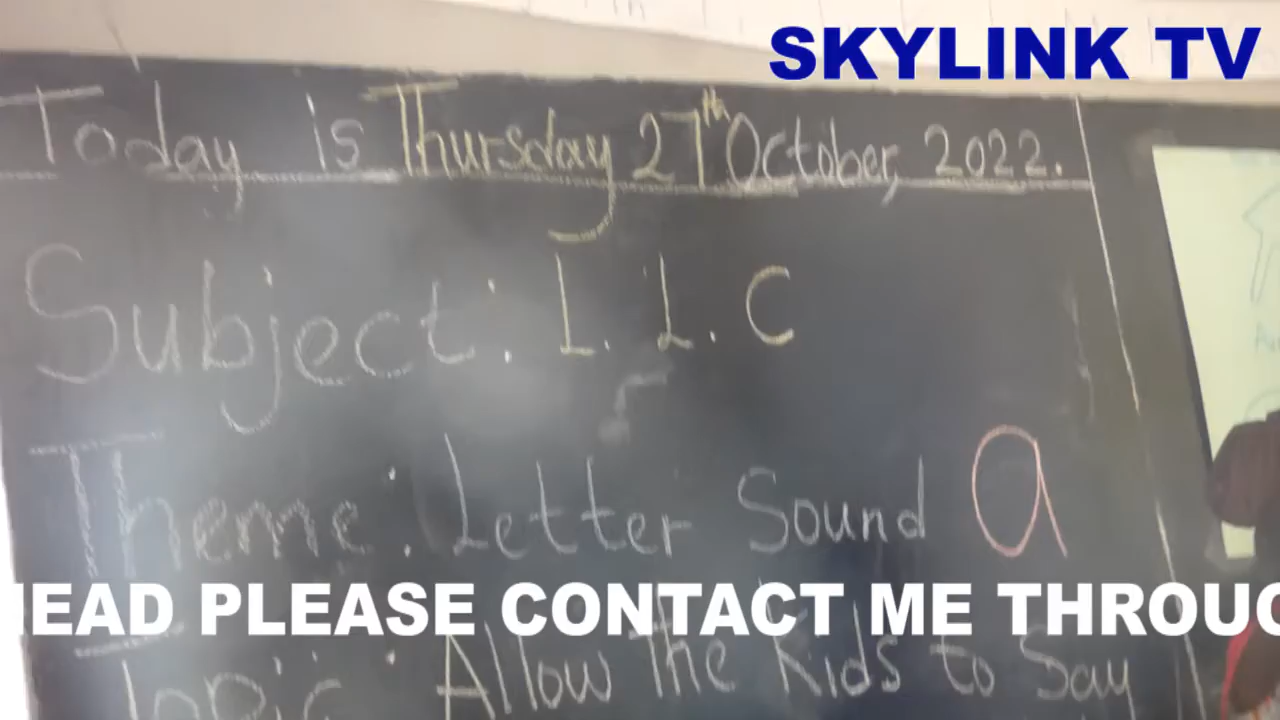 SKYLINK TV
Today is Thursday 27th October, 2022.
Subject: L.L.C
Theme: Letter Sound a
HEAD PLEASE CONTACT ME THROUG
Topic: Allow the Kids to Say